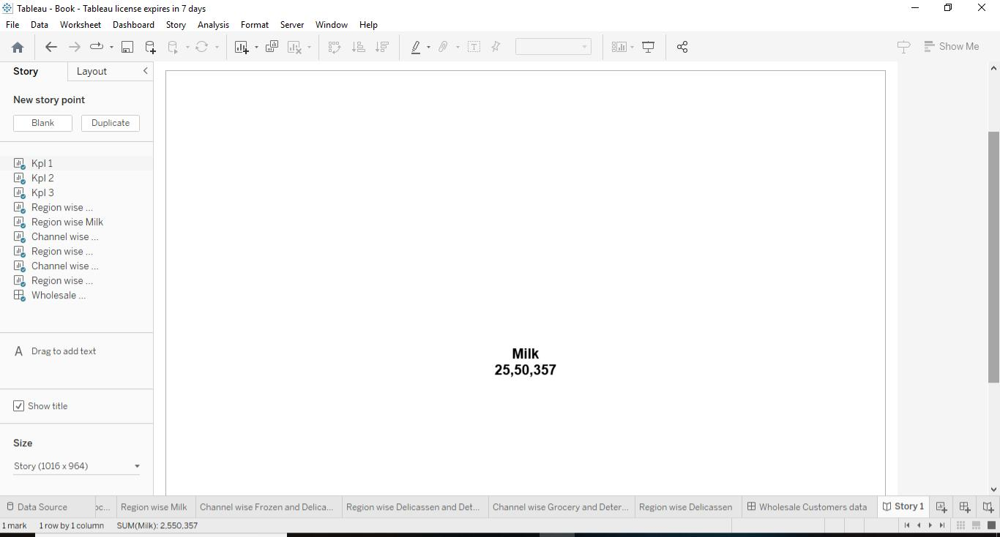 Tableau - Book - Tableau license expires in 7 days
File Data Worksheet Dashboard Story Analysis Format Server Window Help
Show Me
Story Layout
New story point
Blank Duplicate
Kpl 1
Kpl 2
Kpl 3
Region wise ...
Region wise Milk
Channel wise ...
Region wise ...
Channel wise ...
Region wise ...
Wholesale ...
A Drag to add text
Show title
Size
Story (1016 x 964)
Milk
25,50,357
Data Source oc... Region wise Milk Channel wise Frozen and Delica... Region wise Delicassen and Det... Channel wise Grocery and Deter... Region wise Delicassen Wholesale Customers data Story 1
1 mark 1 row by 1 column SUM(Milk): 2,550,357